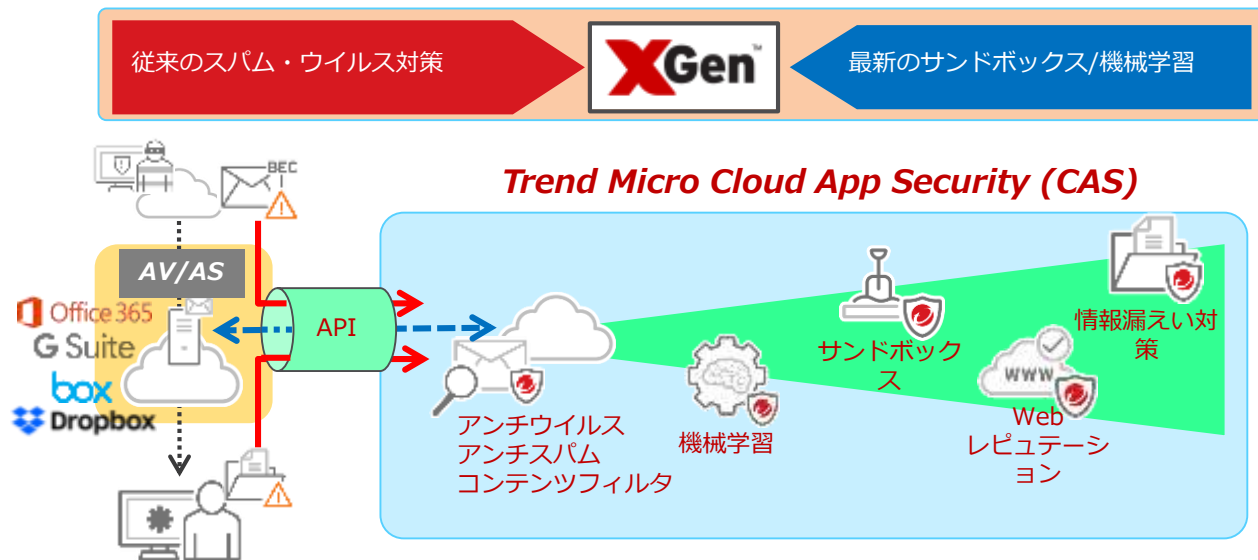 従来のスパム・ウイルス対策
XGen™
最新のサンドボックス/機械学習
BEC
Trend Micro Cloud App Security (CAS)
AV/AS
Office 365
G Suite
box
Dropbox
API
アンチウイルス
アンチスパム
コンテンツフィルタ
機械学習
サンドボック
ス
www
Web
レピュテーシ
ョン
情報漏えい対
策